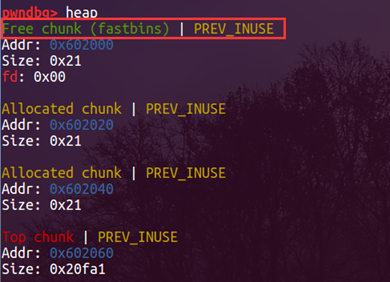 pwndbg> heap
Free chunk (fastbins) | PREV_INUSE
Addr: 0x602000
Size: 0x21
fd: 0x00
Allocated chunk | PREV_INUSE
Addr: 0x602020
Size: 0x21
Allocated chunk | PREV_INUSE
Addr: 0x602040
Size: 0x21
Top chunk | PREV_INUSE
Addr: 0x602060
Size: 0x20fa1